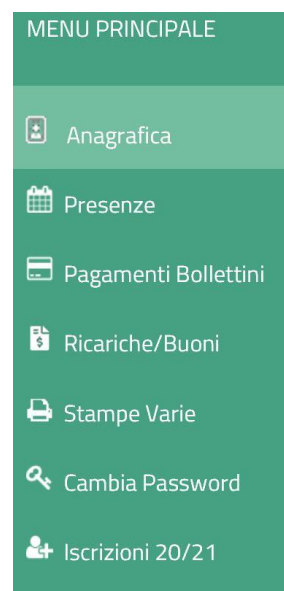 MENU PRINCIPALE
Anagrafica
Presenze
Pagamenti Bollettini
Ricariche/Buoni
Stampe Varie
Cambia Password
Iscrizioni 20/21